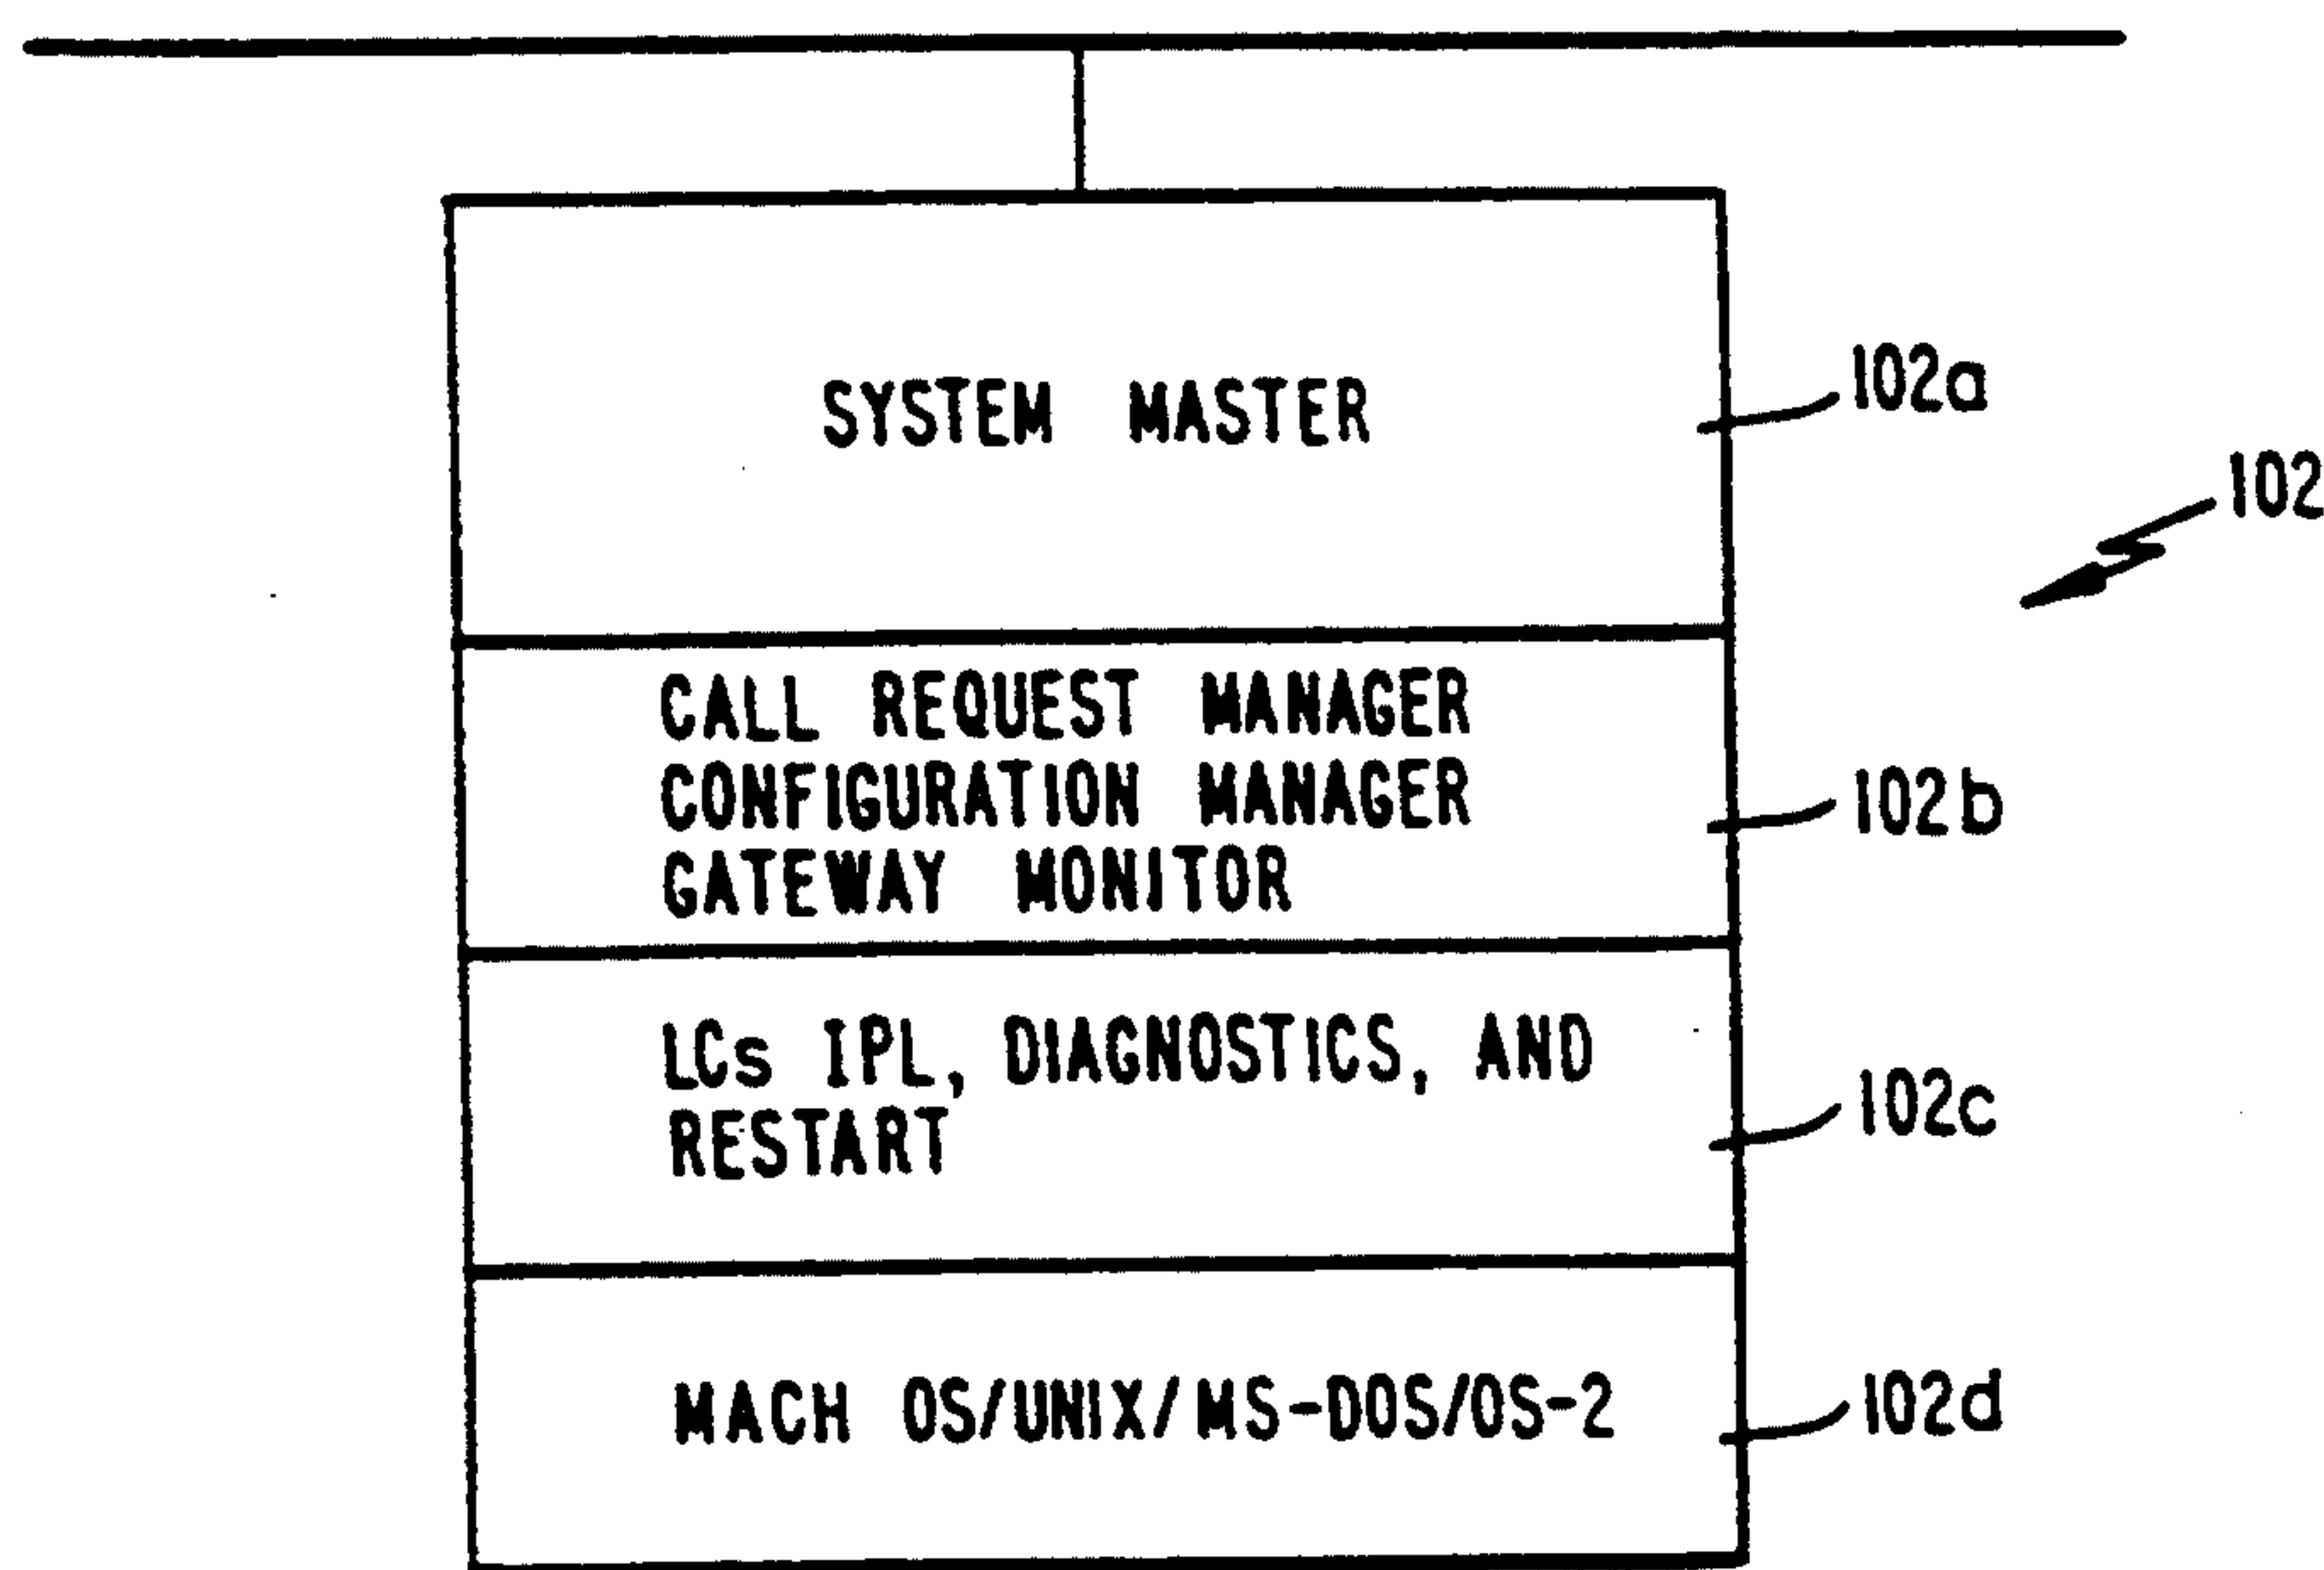 SYSTEM MASTER
102a
102
CALL REQUEST MANAGER
CONFIGURATION MANAGER
GATEWAY MONITOR
102b
LCs IPL, DIAGNOSTICS, AND
RESTART
102c
MACH OS/UNIX/MS-DOS/OS-2
102d